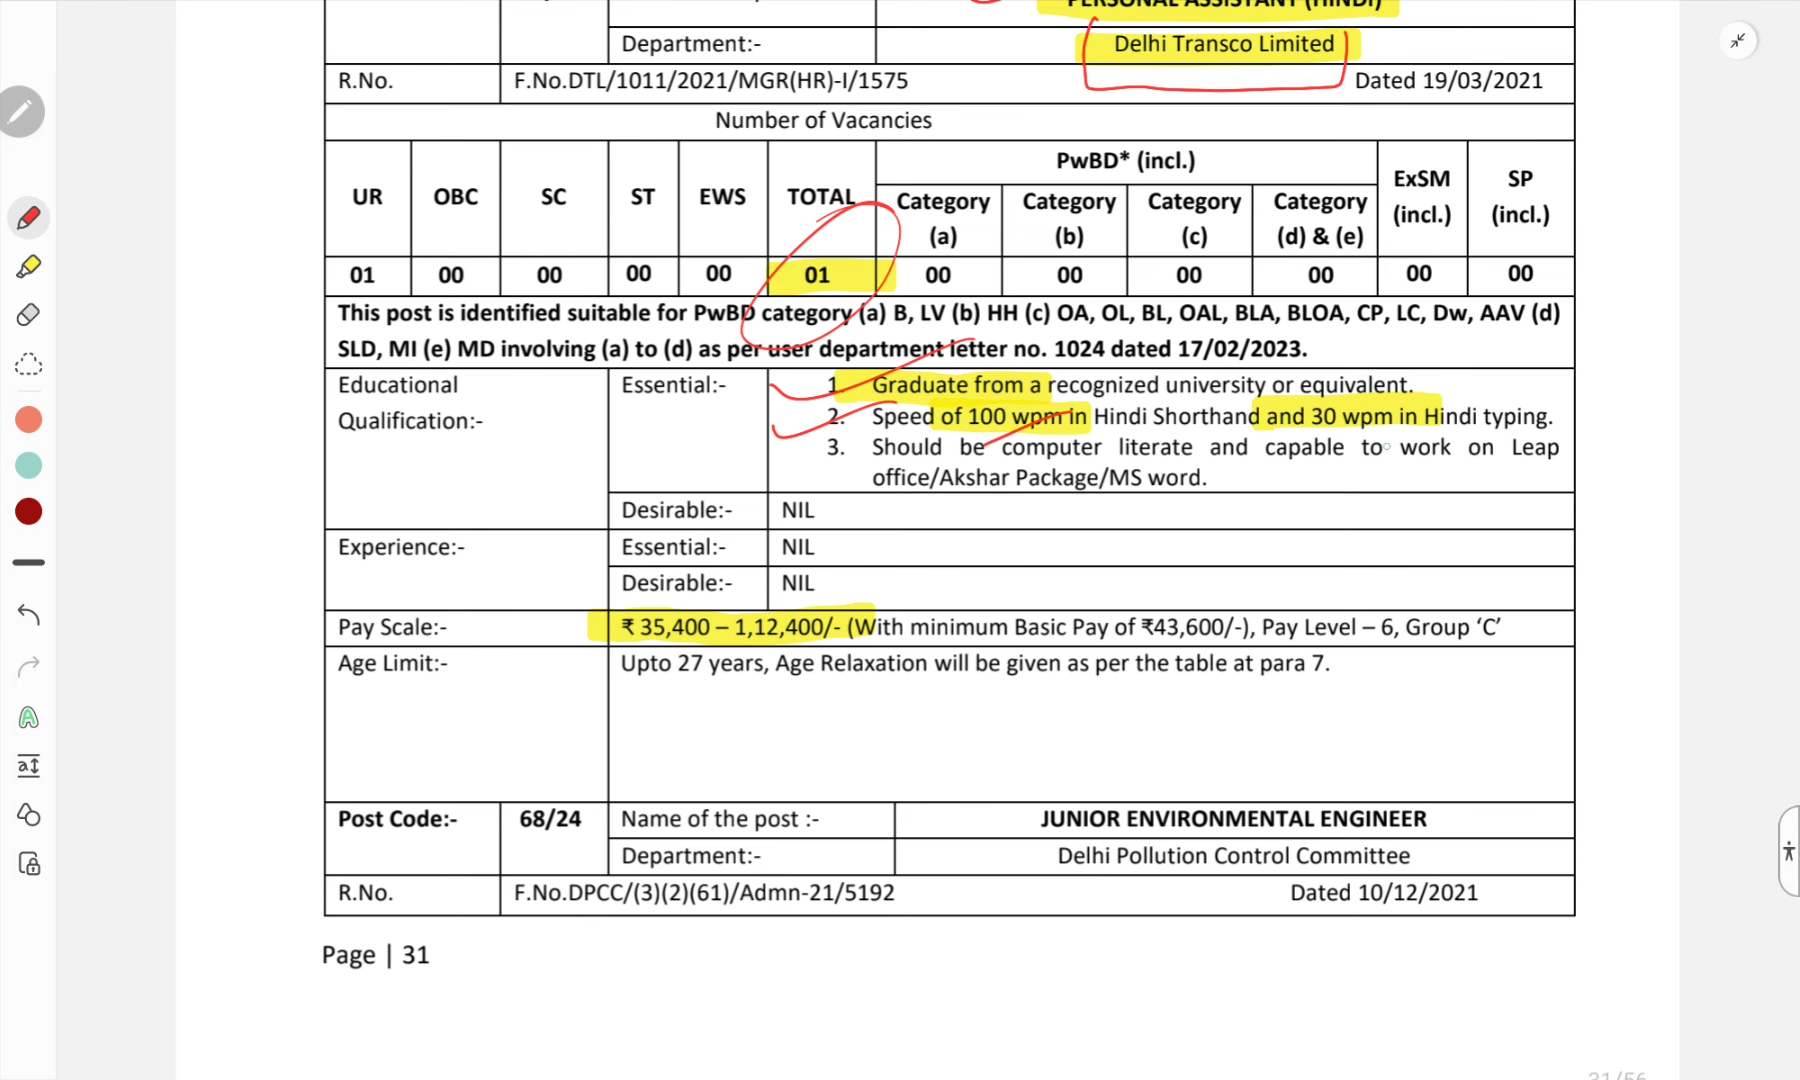 PERSONAL ASSISTANT (HINDI)
Department:- Delhi Transco Limited
R.No. F.No.DTL/1011/2021/MGR(HR)-I/1575 Dated 19/03/2021
Number of Vacancies
UR OBC SC ST EWS TOTAL PwBD* (incl.) ExSM (incl.) SP (incl.)
Category (a) Category (b) Category (c) Category (d) & (e)
01 00 00 00 00 01 00 00 00 00 00 00
This post is identified suitable for PwBD category (a) B, LV (b) HH (c) OA, OL, BL, OAL, BLA, BLOA, CP, LC, Dw, AAV (d)
SLD, MI (e) MD involving (a) to (d) as per user department letter no. 1024 dated 17/02/2023.
Educational Qualification:- Essential:- 1. Graduate from a recognized university or equivalent.
2. Speed of 100 wpm in Hindi Shorthand and 30 wpm in Hindi typing.
3. Should be computer literate and capable to work on Leap
office/Akshar Package/MS word.
Desirable:- NIL
Experience:- Essential:- NIL
Desirable:- NIL
Pay Scale:- ₹ 35,400 – 1,12,400/- (With minimum Basic Pay of ₹43,600/-), Pay Level – 6, Group ‘C’
Age Limit:- Upto 27 years, Age Relaxation will be given as per the table at para 7.
Post Code:- 68/24 Name of the post :- JUNIOR ENVIRONMENTAL ENGINEER
Department:- Delhi Pollution Control Committee
R.No. F.No.DPCC/(3)(2)(61)/Admn-21/5192 Dated 10/12/2021
Page | 31
31/56